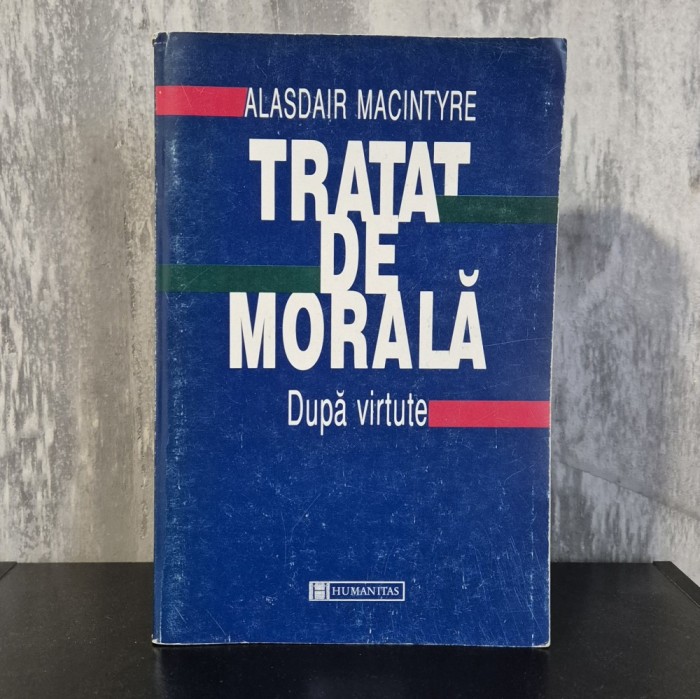 ALASDAIR MACINTYRE
TRATAT
DE
MORALĂ
După virtute
HUMANITAS